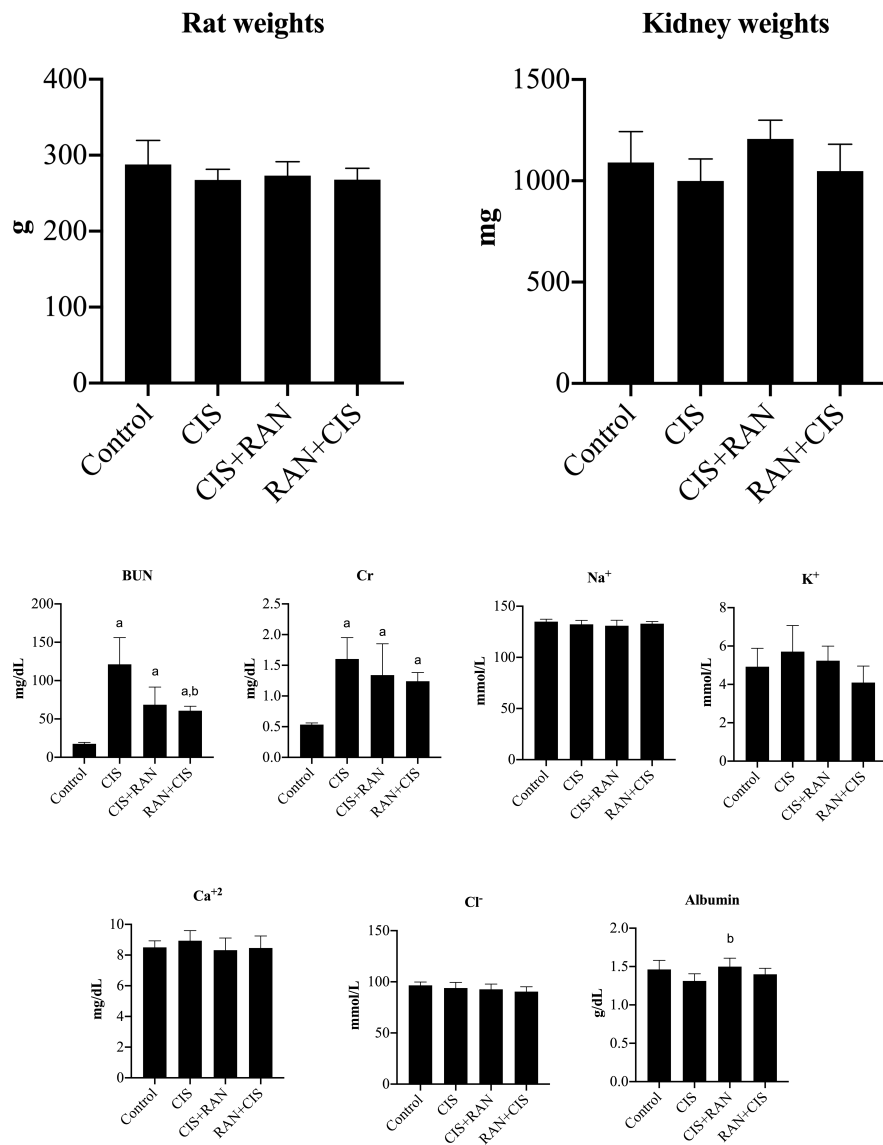 Rat weights
Kidney weights
400
300
200
100
0
g
Control
CIS
CIS+RAN
RAN+CIS
1500
1000
500
0
mg
Control
CIS
CIS+RAN
RAN+CIS
BUN
200
150
100
50
0
mg/dL
a
a
a,b
Control
CIS
CIS+RAN
RAN+CIS
Cr
2.5
2.0
1.5
1.0
0.5
0.0
mg/dL
a
a
a
Control
CIS
CIS+RAN
RAN+CIS
Na⁺
150
100
50
0
mmol/L
Control
CIS
CIS+RAN
RAN+CIS
K⁺
8
6
4
2
0
mmol/L
Control
CIS
CIS+RAN
RAN+CIS
Ca⁺²
10
8
6
4
2
0
mg/dL
Control
CIS
CIS+RAN
RAN+CIS
Cl⁻
150
100
50
0
mmol/L
Control
CIS
CIS+RAN
RAN+CIS
Albumin
2.0
1.5
1.0
0.5
0.0
g/dL
b
Control
CIS
CIS+RAN
RAN+CIS